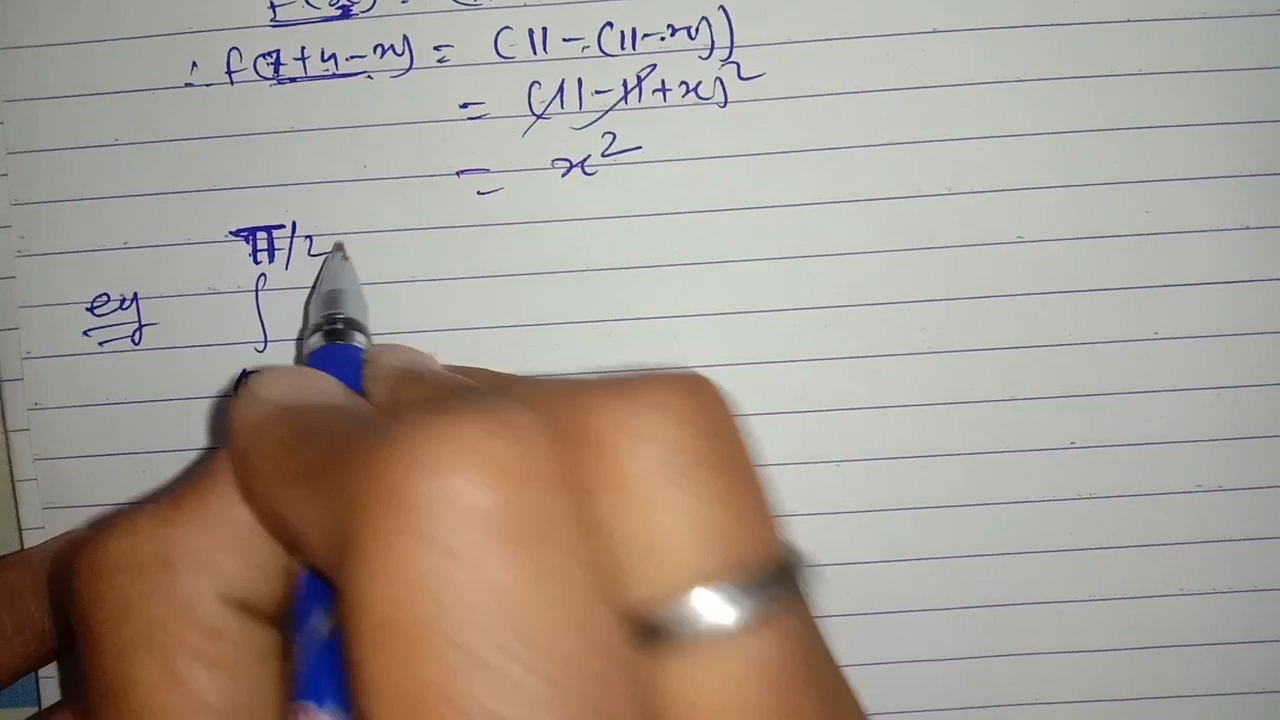 ∴ f(7+4-x) = (11-(11-x))
= (11-11+x)²
= x²
π/2
eg ∫